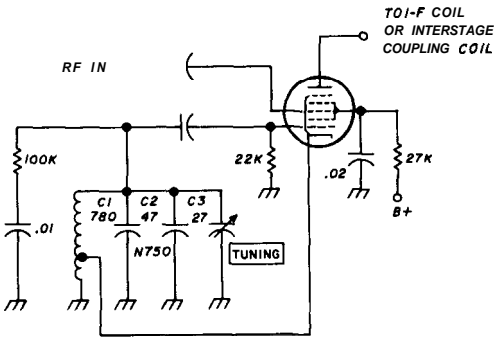 TO I-F COIL
OR INTERSTAGE
COUPLING COIL
RF IN
100K
22K
.02
27K
B+
C1
780
C2
47
C3
27
.01
N750
TUNING